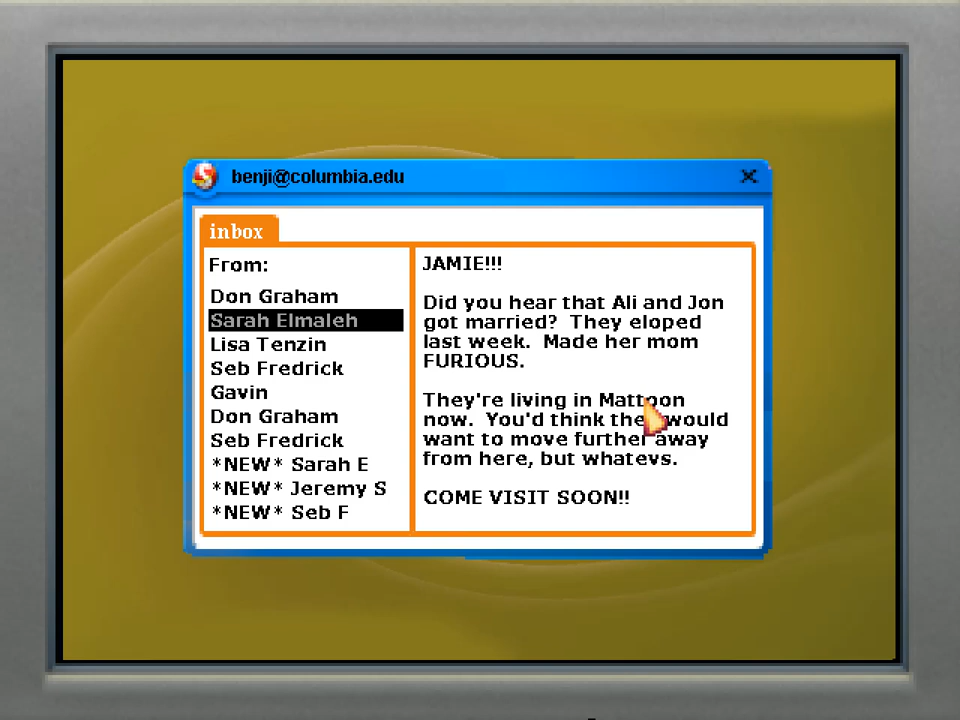 benji@columbia.edu
inbox
From:
Don Graham
Sarah Elmaleh
Lisa Tenzin
Seb Fredrick
Gavin
Don Graham
Seb Fredrick
*NEW* Sarah E
*NEW* Jeremy S
*NEW* Seb F
JAMIE!!!
Did you hear that Ali and Jon
got married? They eloped
last week. Made her mom
FURIOUS.
They're living in Mattoon
now. You'd think they would
want to move further away
from here, but whatevs.
COME VISIT SOON!!